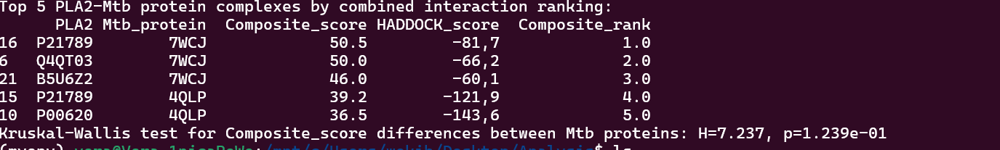 Top 5 PLA2-Mtb protein complexes by combined interaction ranking:
PLA2 Mtb_protein Composite_score HADDOCK_score Composite_rank
16 P21789 7WCJ 50.5 -81,7 1.0
6 Q4QT03 7WCJ 50.0 -66,2 2.0
21 B5U6Z2 7WCJ 46.0 -60,1 3.0
15 P21789 4QLP 39.2 -121,9 4.0
10 P00620 4QLP 36.5 -143,6 5.0
Kruskal-Wallis test for Composite_score differences between Mtb proteins: H=7.237, p=1.239e-01